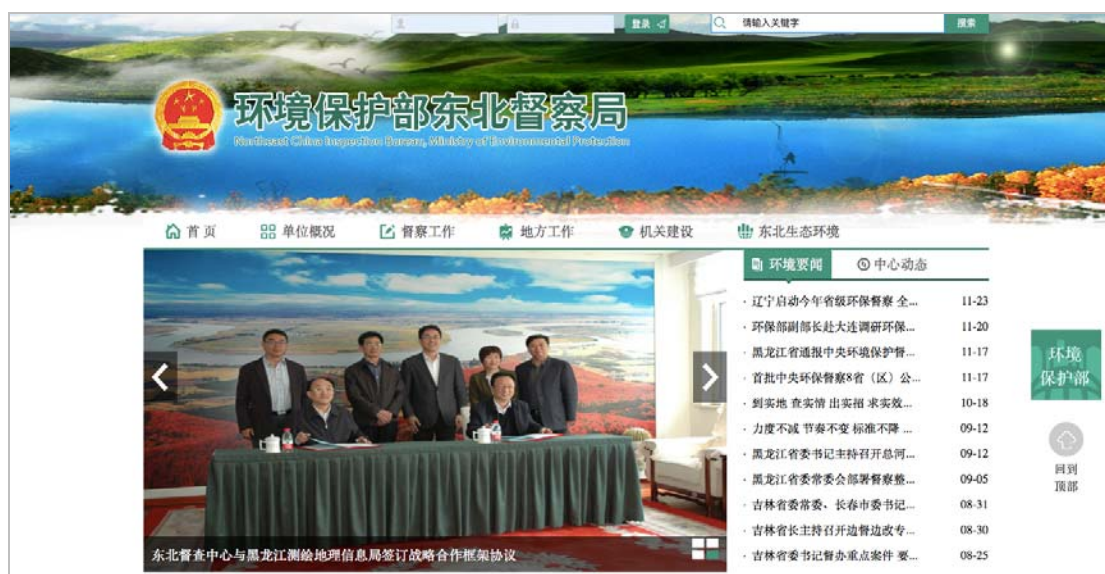 登录
请输入关键字
搜索
环境保护部东北督察局
Northeast China Inspection Bureau, Ministry of Environmental Protection
首页
单位概况
督察工作
地方工作
机关建设
东北生态环境
环境要闻
中心动态
· 辽宁启动今年省级环保督察 全... 11-23
· 环保部副部长赴大连调研环保... 11-20
· 黑龙江省通报中央环境保护督... 11-17
· 首批中央环保督察8省（区）公... 11-17
· 到实地 查实情 出实招 求实效... 10-18
· 力度不减 节奏不变 标准不降 ... 09-12
· 黑龙江省委书记主持召开总河... 09-12
· 黑龙江省委常委会部署督察整... 09-05
· 吉林省委常委、长春市委书记... 08-31
· 吉林省长主持召开边督边改专... 08-30
· 吉林省委书记督办重点案件 要... 08-25
东北督查中心与黑龙江测绘地理信息局签订战略合作框架协议
环境
保护部
回到
顶部